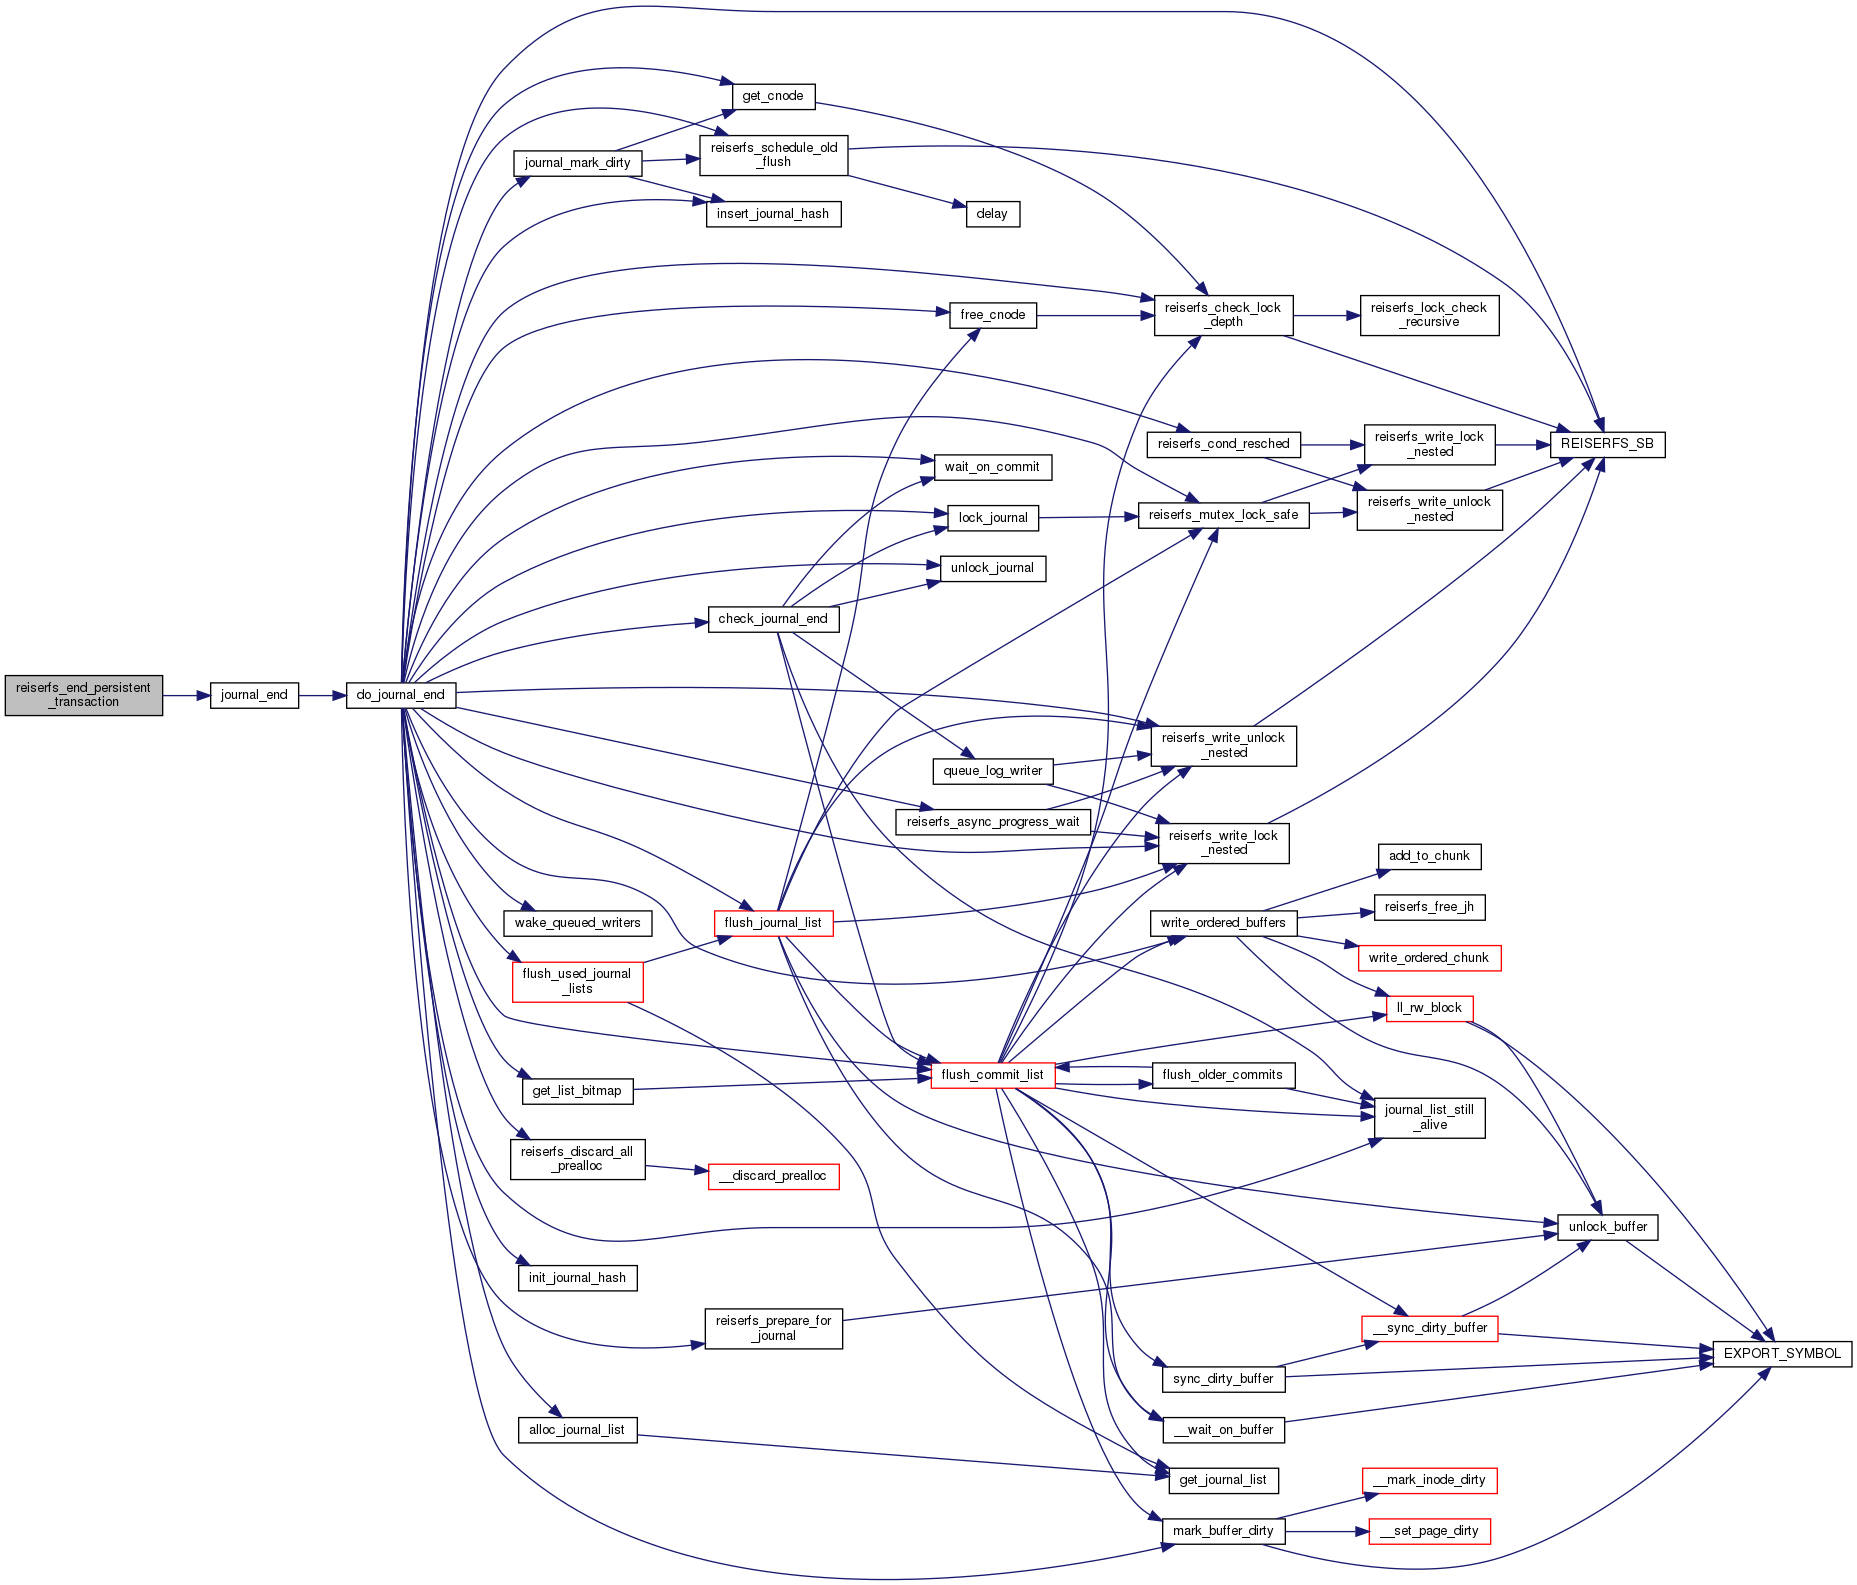 get_cnode
reiserfs_schedule_old
_flush
journal_mark_dirty
insert_journal_hash
delay
reiserfs_check_lock
_depth
reiserfs_lock_check
_recursive
free_cnode
reiserfs_cond_resched
reiserfs_write_lock
_nested
REISERFS_SB
wait_on_commit
reiserfs_mutex_lock_safe
reiserfs_write_unlock
_nested
lock_journal
unlock_journal
check_journal_end
reiserfs_end_persistent
_transaction
journal_end
do_journal_end
reiserfs_write_unlock
_nested
queue_log_writer
reiserfs_async_progress_wait
reiserfs_write_lock
_nested
add_to_chunk
reiserfs_free_jh
wake_queued_writers
flush_journal_list
write_ordered_buffers
write_ordered_chunk
flush_used_journal
_lists
ll_rw_block
flush_commit_list
flush_older_commits
get_list_bitmap
journal_list_still
_alive
reiserfs_discard_all
_prealloc
__discard_prealloc
unlock_buffer
init_journal_hash
reiserfs_prepare_for
_journal
__sync_dirty_buffer
EXPORT_SYMBOL
sync_dirty_buffer
alloc_journal_list
__wait_on_buffer
get_journal_list
__mark_inode_dirty
mark_buffer_dirty
__set_page_dirty